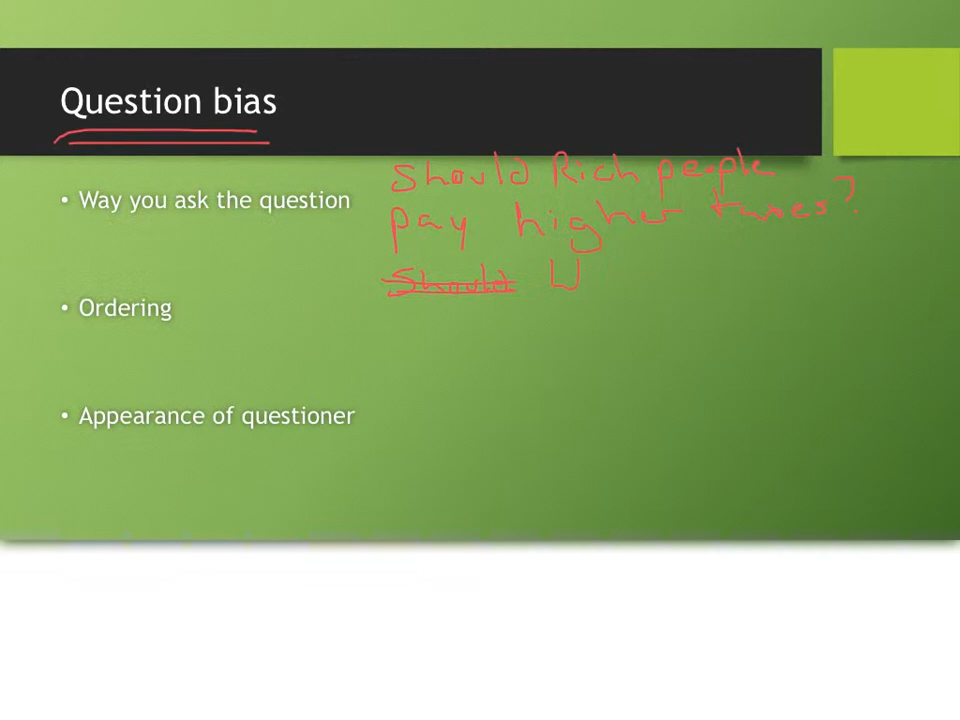 Question bias
• Way you ask the question
• Ordering
• Appearance of questioner
Should Rich people
pay higher taxes?
Should U